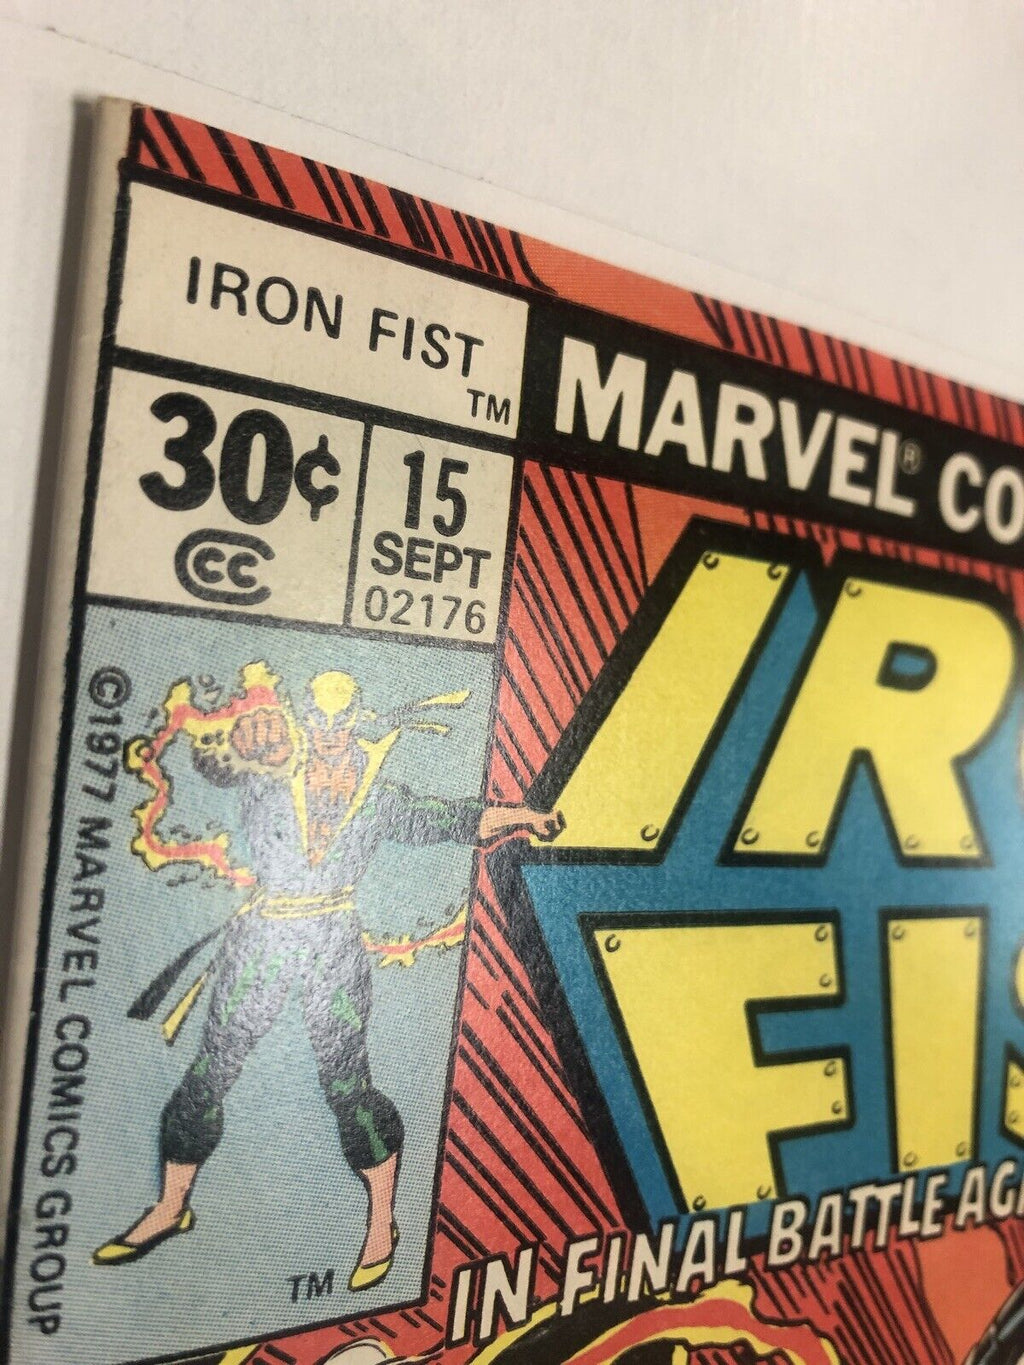 IRON FIST
TM
30¢
CC
15
SEPT
02176
MARVEL® CO
IR
FIS
IN FINAL BATTLE AG
©1977 MARVEL COMICS GROUP
TM